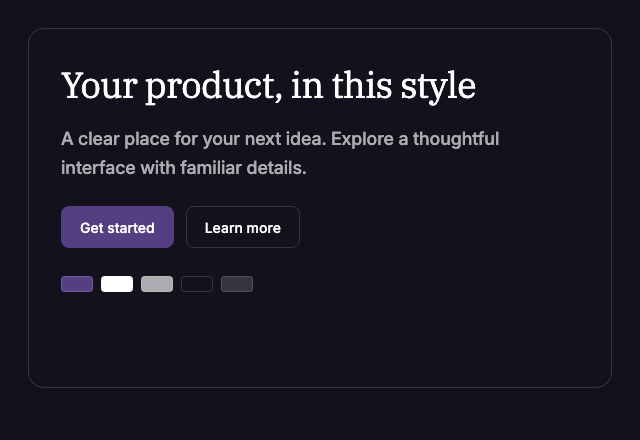 Your product, in this style
A clear place for your next idea. Explore a thoughtful
interface with familiar details.
Get started
Learn more